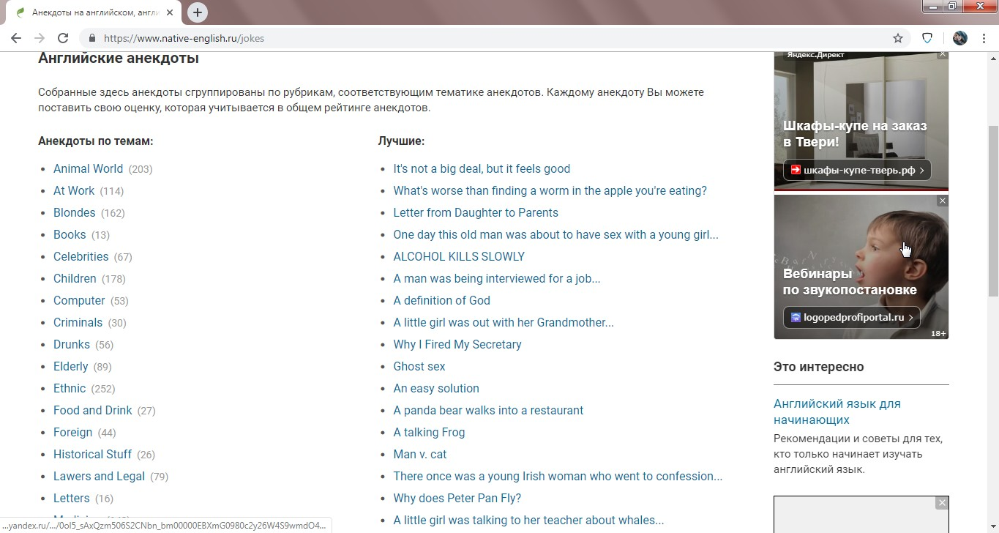 Анекдоты на английском, англи
https://www.native-english.ru/jokes
Английские анекдоты
Собранные здесь анекдоты сгруппированы по рубрикам, соответствующим тематике анекдотов. Каждому анекдоту Вы можете
поставить свою оценку, которая учитывается в общем рейтинге анекдотов.
Анекдоты по темам:
Animal World (203)
At Work (114)
Blondes (162)
Books (13)
Celebrities (67)
Children (178)
Computer (53)
Criminals (30)
Drunks (56)
Elderly (89)
Ethnic (252)
Food and Drink (27)
Foreign (44)
Historical Stuff (26)
Lawers and Legal (79)
Letters (16)
Лучшие:
It's not a big deal, but it feels good
What's worse than finding a worm in the apple you're eating?
Letter from Daughter to Parents
One day this old man was about to have sex with a young girl...
ALCOHOL KILLS SLOWLY
A man was being interviewed for a job...
A definition of God
A little girl was out with her Grandmother...
Why I Fired My Secretary
Ghost sex
An easy solution
A panda bear walks into a restaurant
A talking Frog
Man v. cat
There once was a young Irish woman who went to confession...
Why does Peter Pan Fly?
A little girl was talking to her teacher about whales...
Яндекс.Директ
Шкафы-купе на заказ
в Твери!
шкафы-купе-тверь.рф
Вебинары
по звукопостановке
logopedprofiportal.ru
18+
Это интересно
Английский язык для
начинающих
Рекомендации и советы для тех,
кто только начинает изучать
английский язык.
...yandex.ru/.../0oI5_sAxQzm506S2CNbn_bm00000EBXmG0980c2y26W4S9wmdO4...